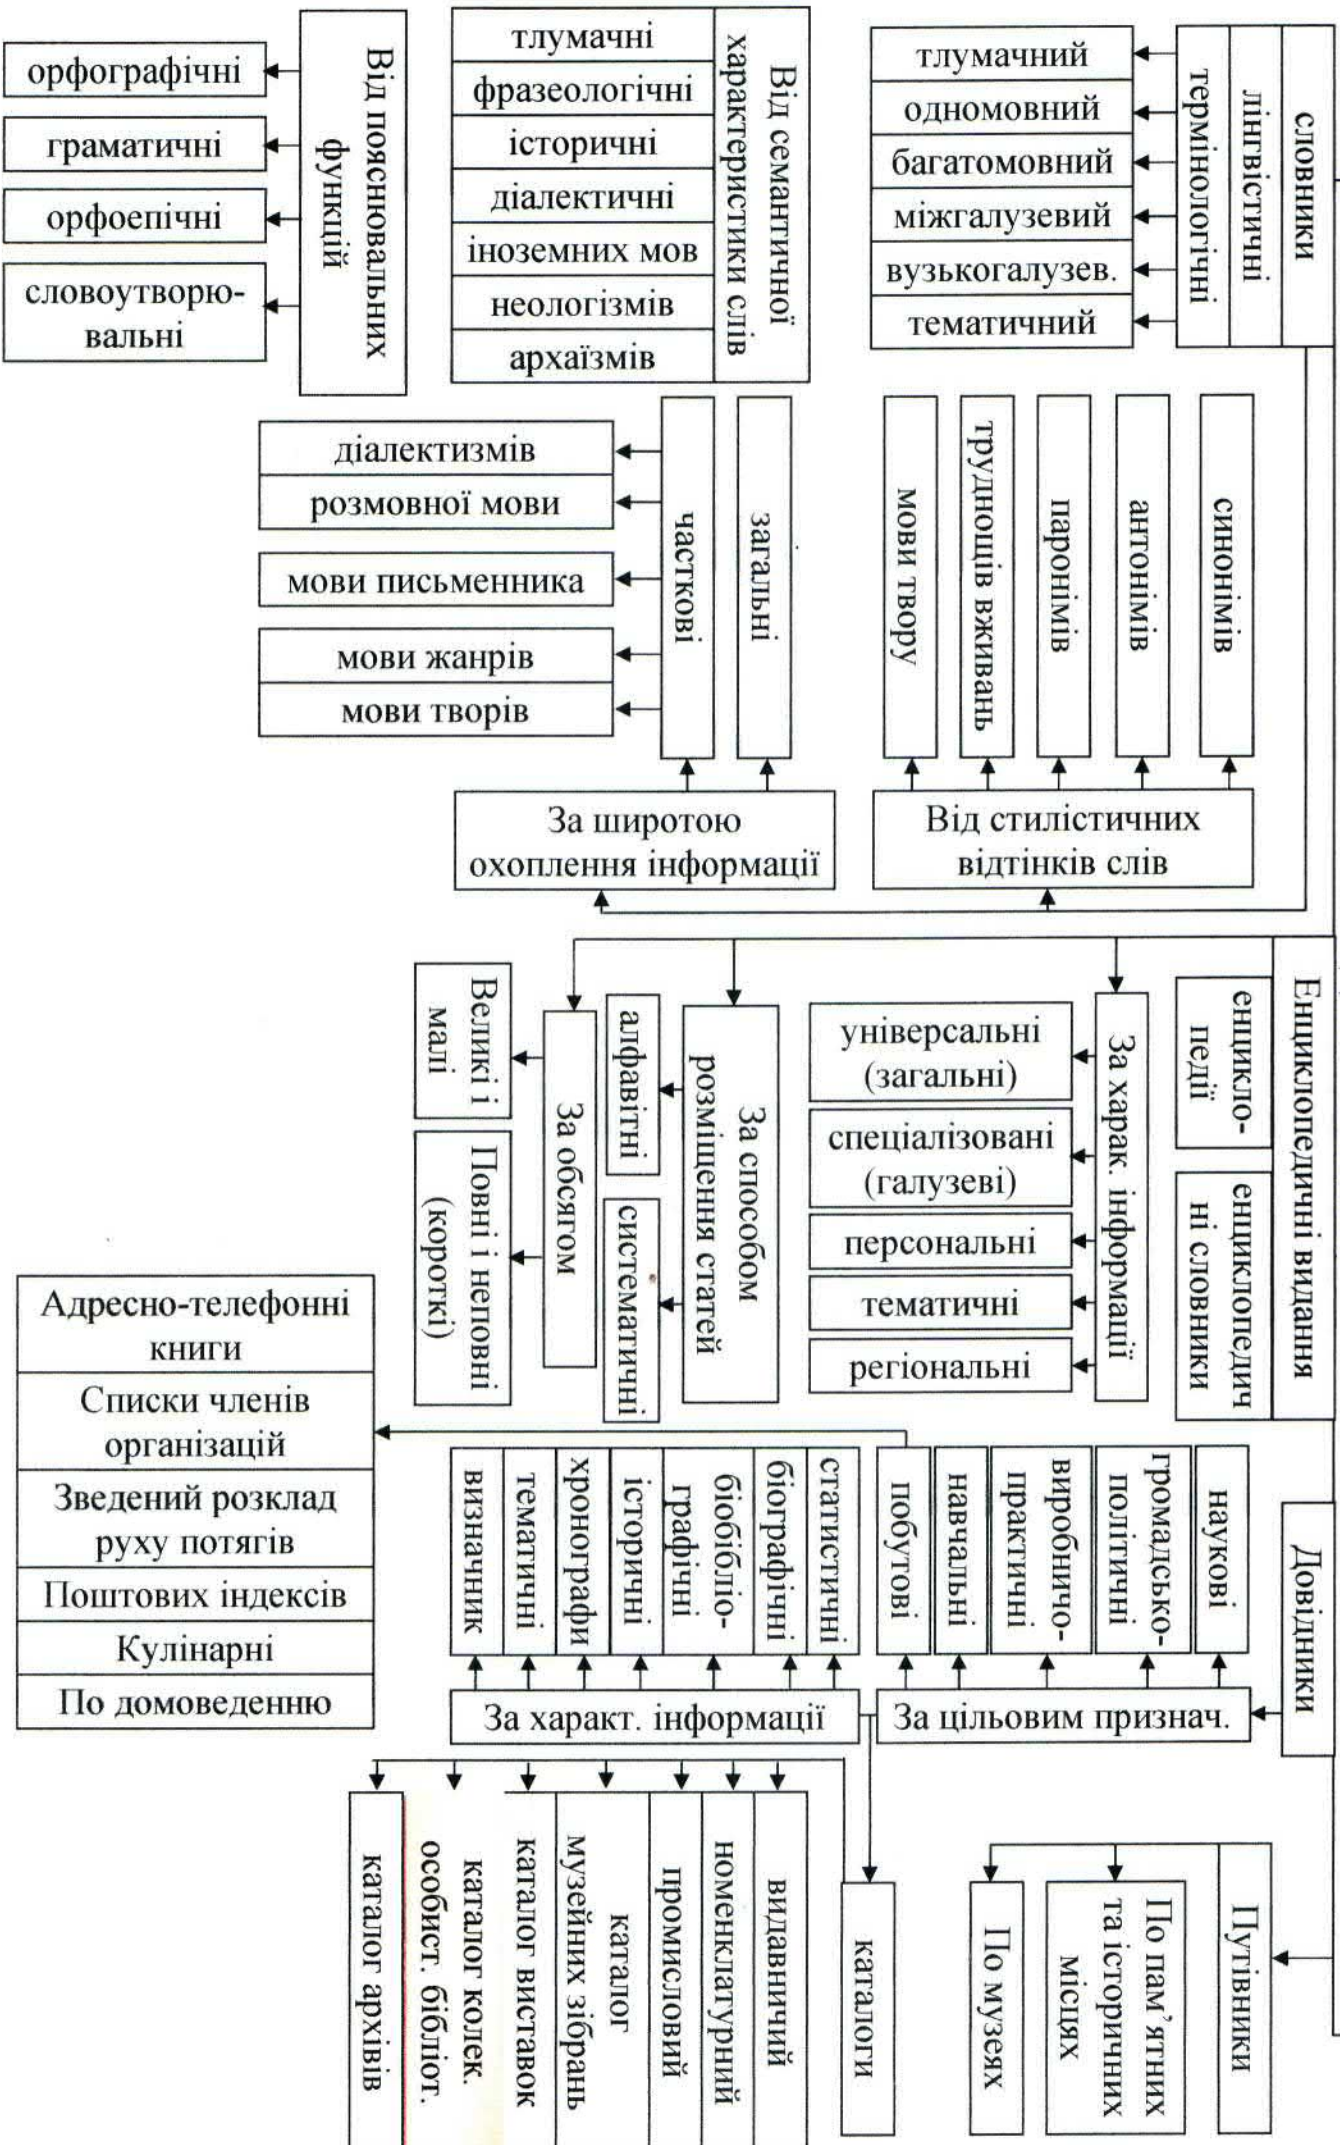 словники
лінгвістичні
термінологічні
тлумачний
одномовний
багатомовний
міжгалузевий
вузькогалузев.
тематичний
Від семантичної
характеристики слів
тлумачні
фразеологічні
історичні
діалектичні
іноземних мов
неологізмів
архаїзмів
Від пояснювальних
функцій
орфографічні
граматичні
орфоепічні
словоутворю-
вальні
синонімів
антонімів
паронімів
труднощів вживань
мови твору
Від стилістичних
відтінків слів
загальні
часткові
діалектизмів
розмовної мови
мови письменника
мови жанрів
мови творів
За широтою
охоплення інформації
Енциклопедичні видання
енцикло-
педії
енциклопедич
ні словники
За харак. інформації
універсальні
(загальні)
спеціалізовані
(галузеві)
персональні
тематичні
регіональні
За способом
розміщення статей
алфавітні
систематичні
За обсягом
Великі і
малі
Повні і неповні
(короткі)
Довідники
За цільовим признач.
наукові
громадсько-
політичні
виробничо-
практичні
навчальні
побутові
За характ. інформації
статистичні
біографічні
біобібліо-
графічні
історичні
хронографи
тематичні
визначник
Адресно-телефонні
книги
Списки членів
організацій
Зведений розклад
руху потягів
Поштових індексів
Кулінарні
По домоведенню
Путівники
По пам’ятних
та історичних
місцях
По музеях
каталоги
видавничий
номенклатурний
промисловий
каталог
музейних зібрань
каталог виставок
каталог колек.
особист. бібліот.
каталог архівів